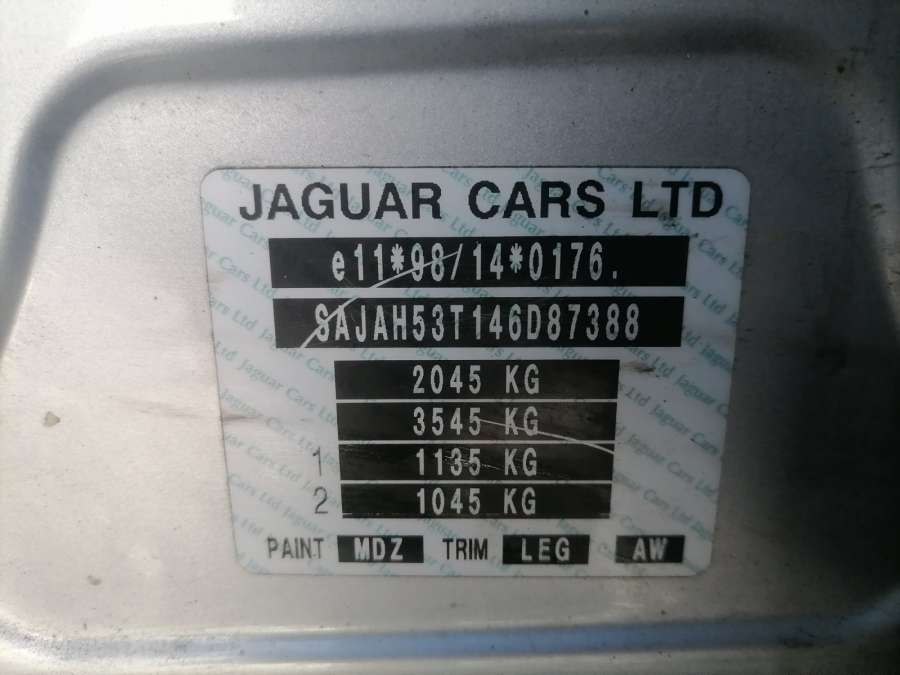 JAGUAR CARS LTD
e11*98/14*0176.
SAJAH53T146D87388
2045 KG
3545 KG
1 1135 KG
2 1045 KG
PAINT MDZ TRIM LEG AW